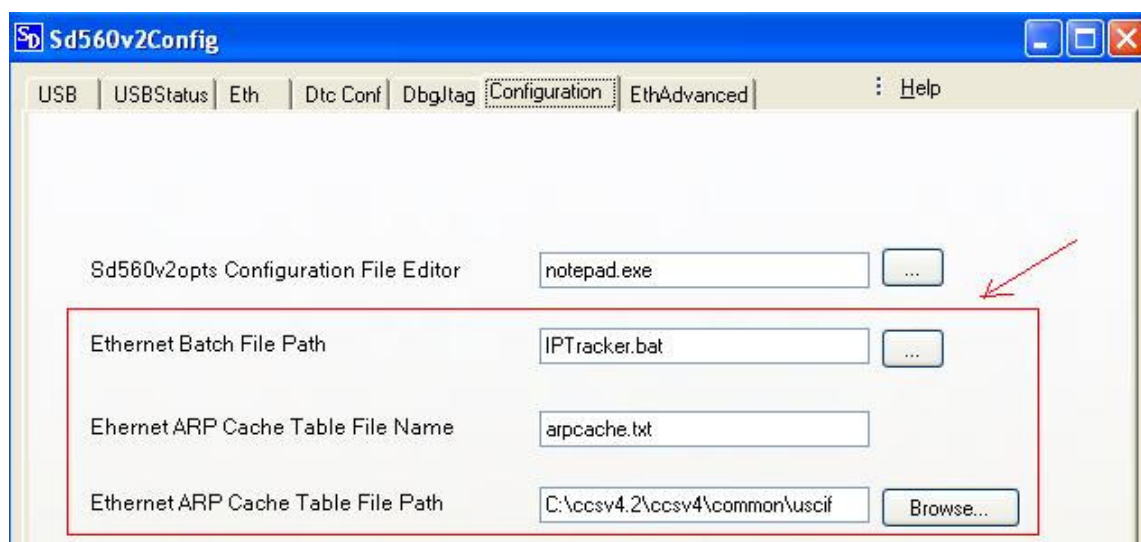 SD Sd560v2Config
USB USBStatus Eth Dtc Conf DbgJtag Configuration EthAdvanced Help
Sd560v2opts Configuration File Editor notepad.exe ...
Ethernet Batch File Path IPTracker.bat ...
Ehernet ARP Cache Table File Name arpcache.txt
Ethernet ARP Cache Table File Path C:\ccsv4.2\ccsv4\common\uscif Browse...